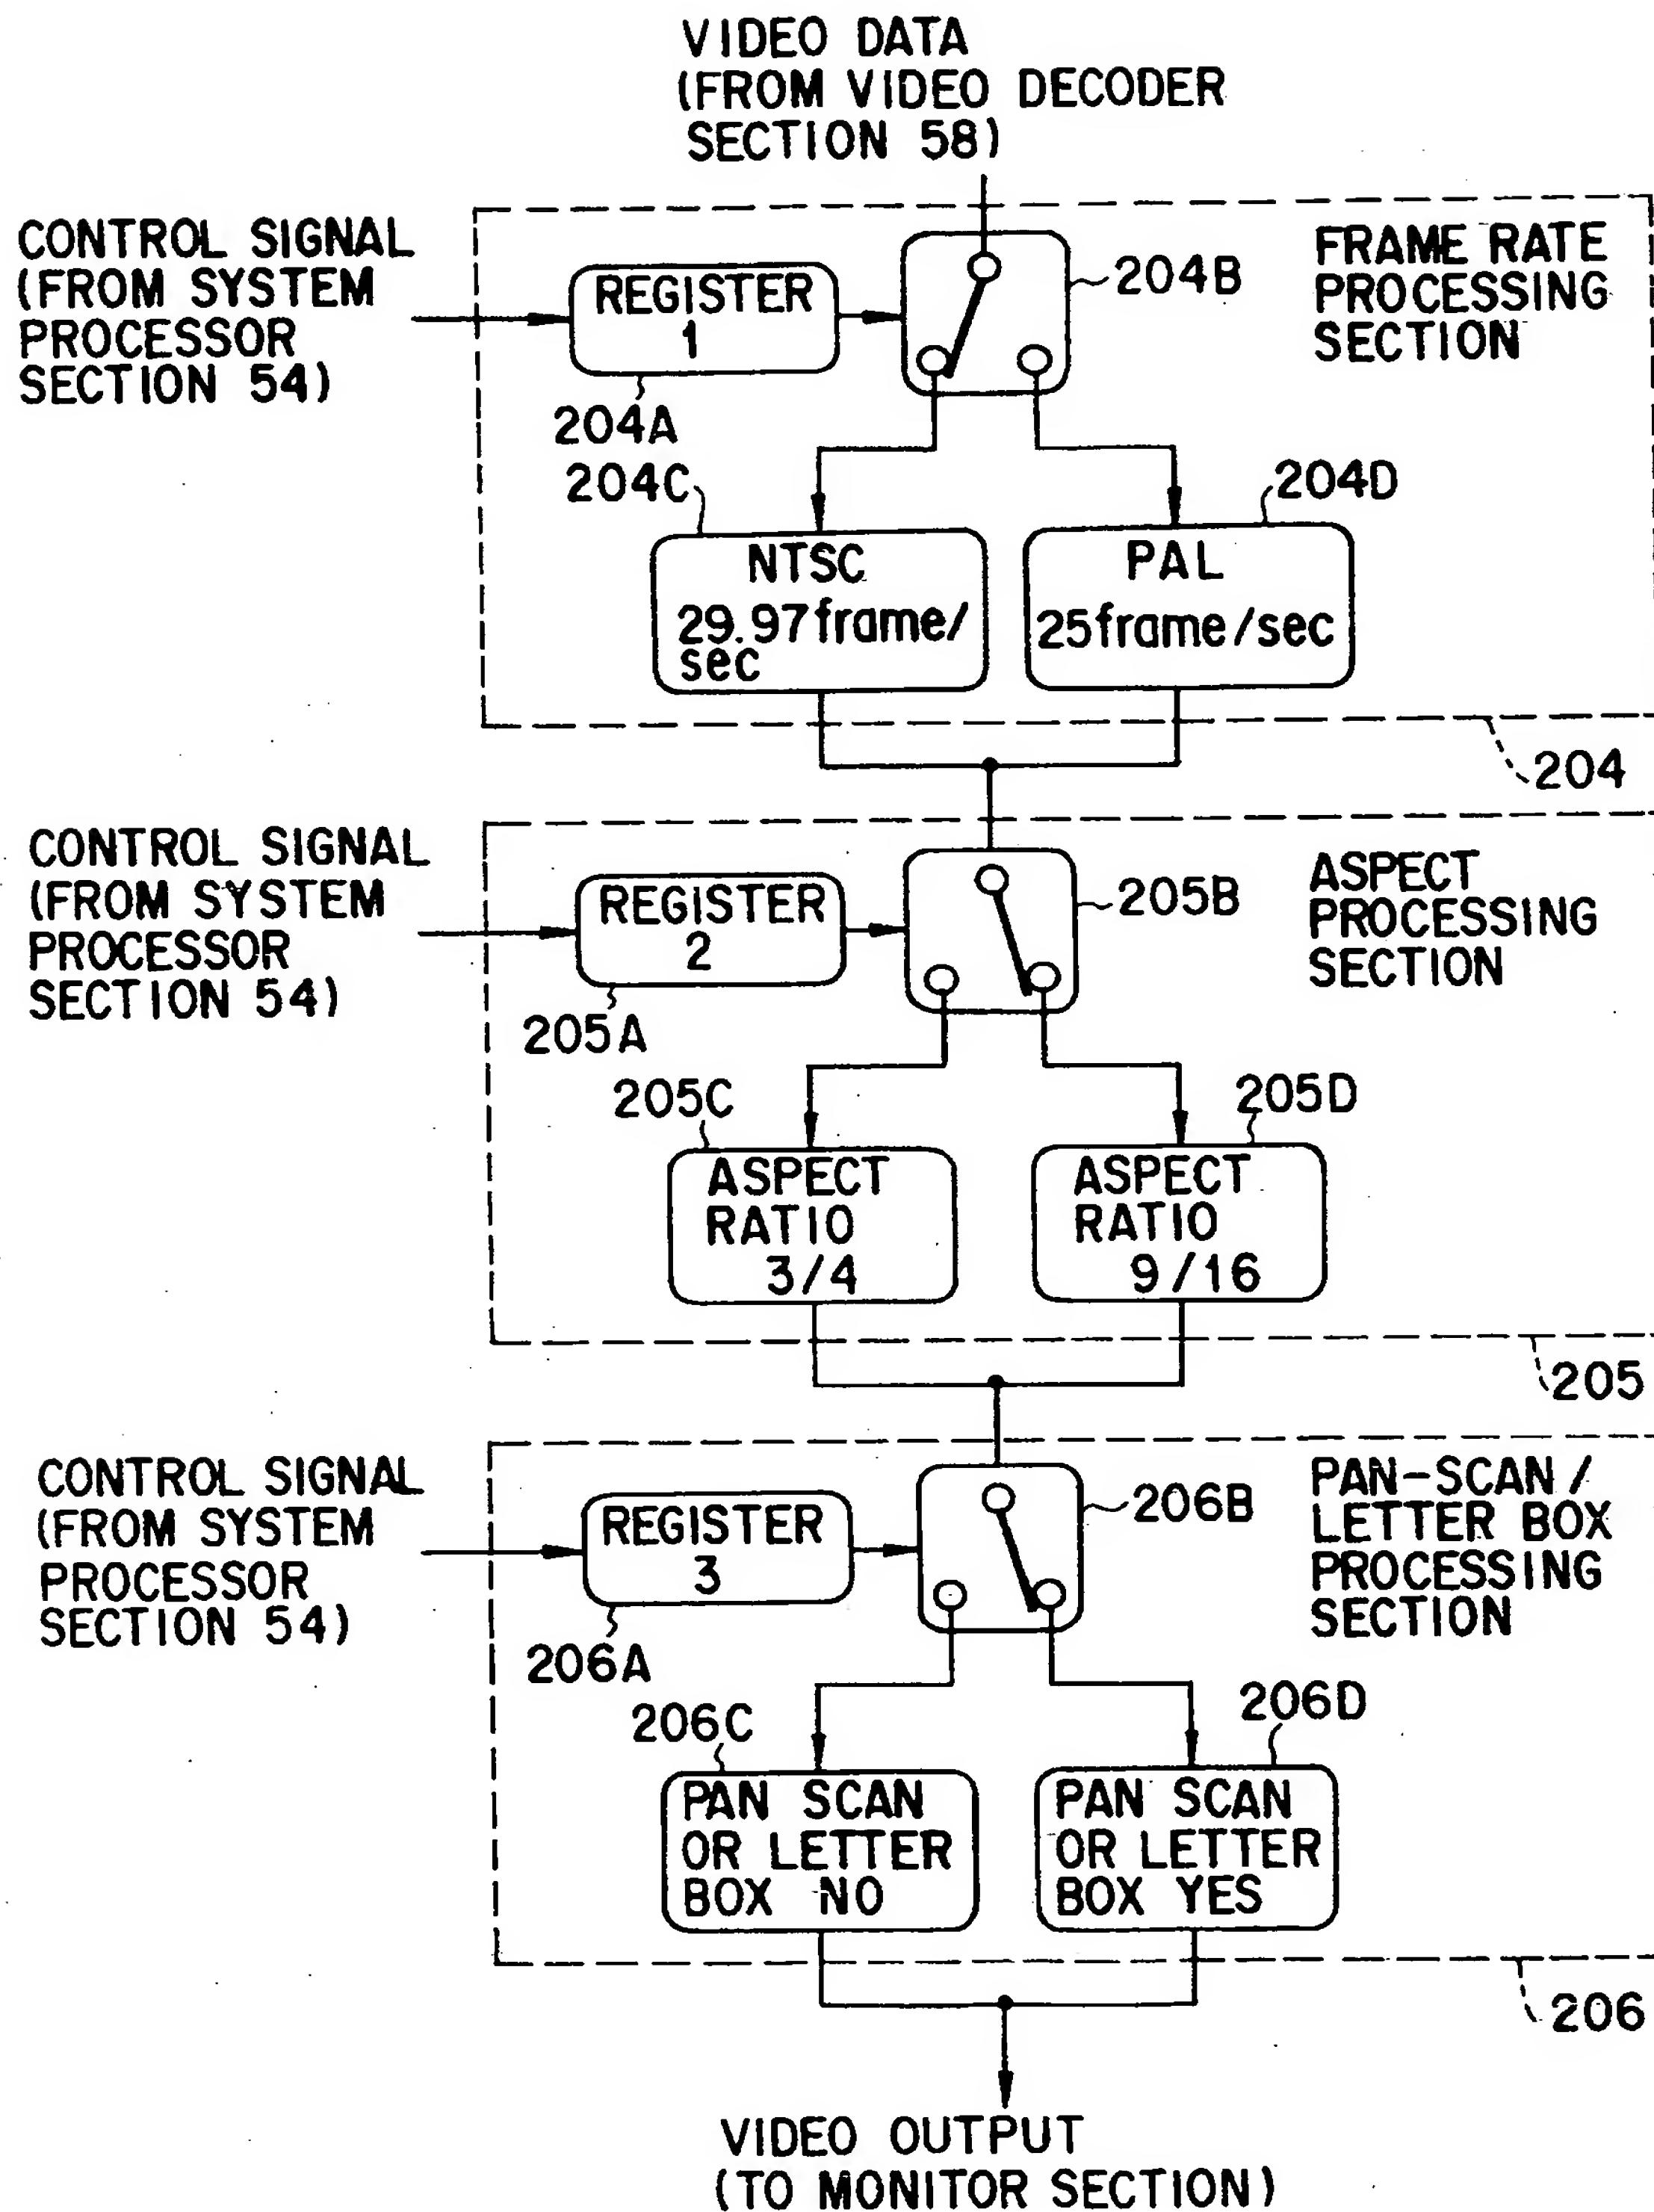 VIDEO DATA
(FROM VIDEO DECODER
SECTION 58)
CONTROL SIGNAL
(FROM SYSTEM
PROCESSOR
SECTION 54)
REGISTER
1
204A
204B
FRAME RATE
PROCESSING
SECTION
204C
204D
NTSC
29.97frame/
sec
PAL
25frame/sec
204
CONTROL SIGNAL
(FROM SYSTEM
PROCESSOR
SECTION 54)
REGISTER
2
205A
205B
ASPECT
PROCESSING
SECTION
205C
205D
ASPECT
RATIO
3/4
ASPECT
RATIO
9/16
205
CONTROL SIGNAL
(FROM SYSTEM
PROCESSOR
SECTION 54)
REGISTER
3
206A
206B
PAN-SCAN/
LETTER BOX
PROCESSING
SECTION
206C
206D
PAN SCAN
OR LETTER
BOX NO
PAN SCAN
OR LETTER
BOX YES
206
VIDEO OUTPUT
(TO MONITOR SECTION)